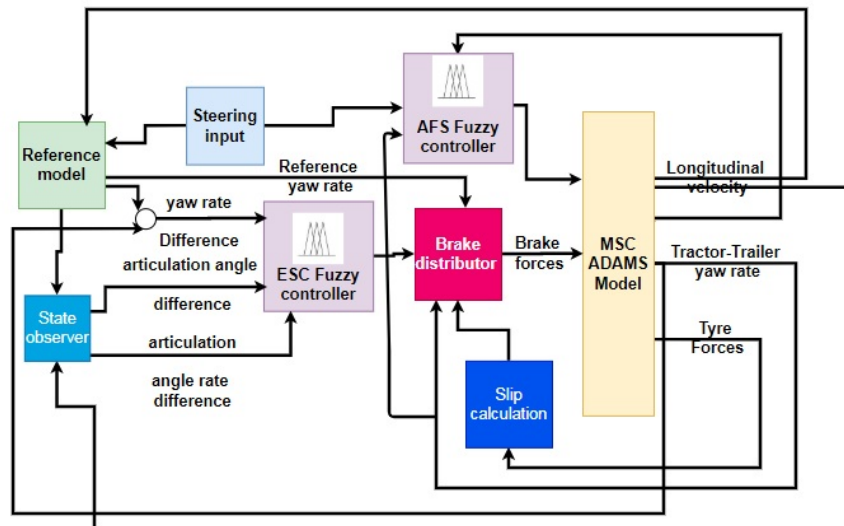 Steering
input
AFS Fuzzy
controller
Reference
model
Reference
yaw rate
Longitudinal
velocity
yaw rate
Difference
articulation angle
difference
ESC Fuzzy
controller
Brake
distributor
Brake
forces
MSC
ADAMS
Model
Tractor-Trailer
yaw rate
State
observer
articulation
angle rate
difference
Tyre
Forces
Slip
calculation